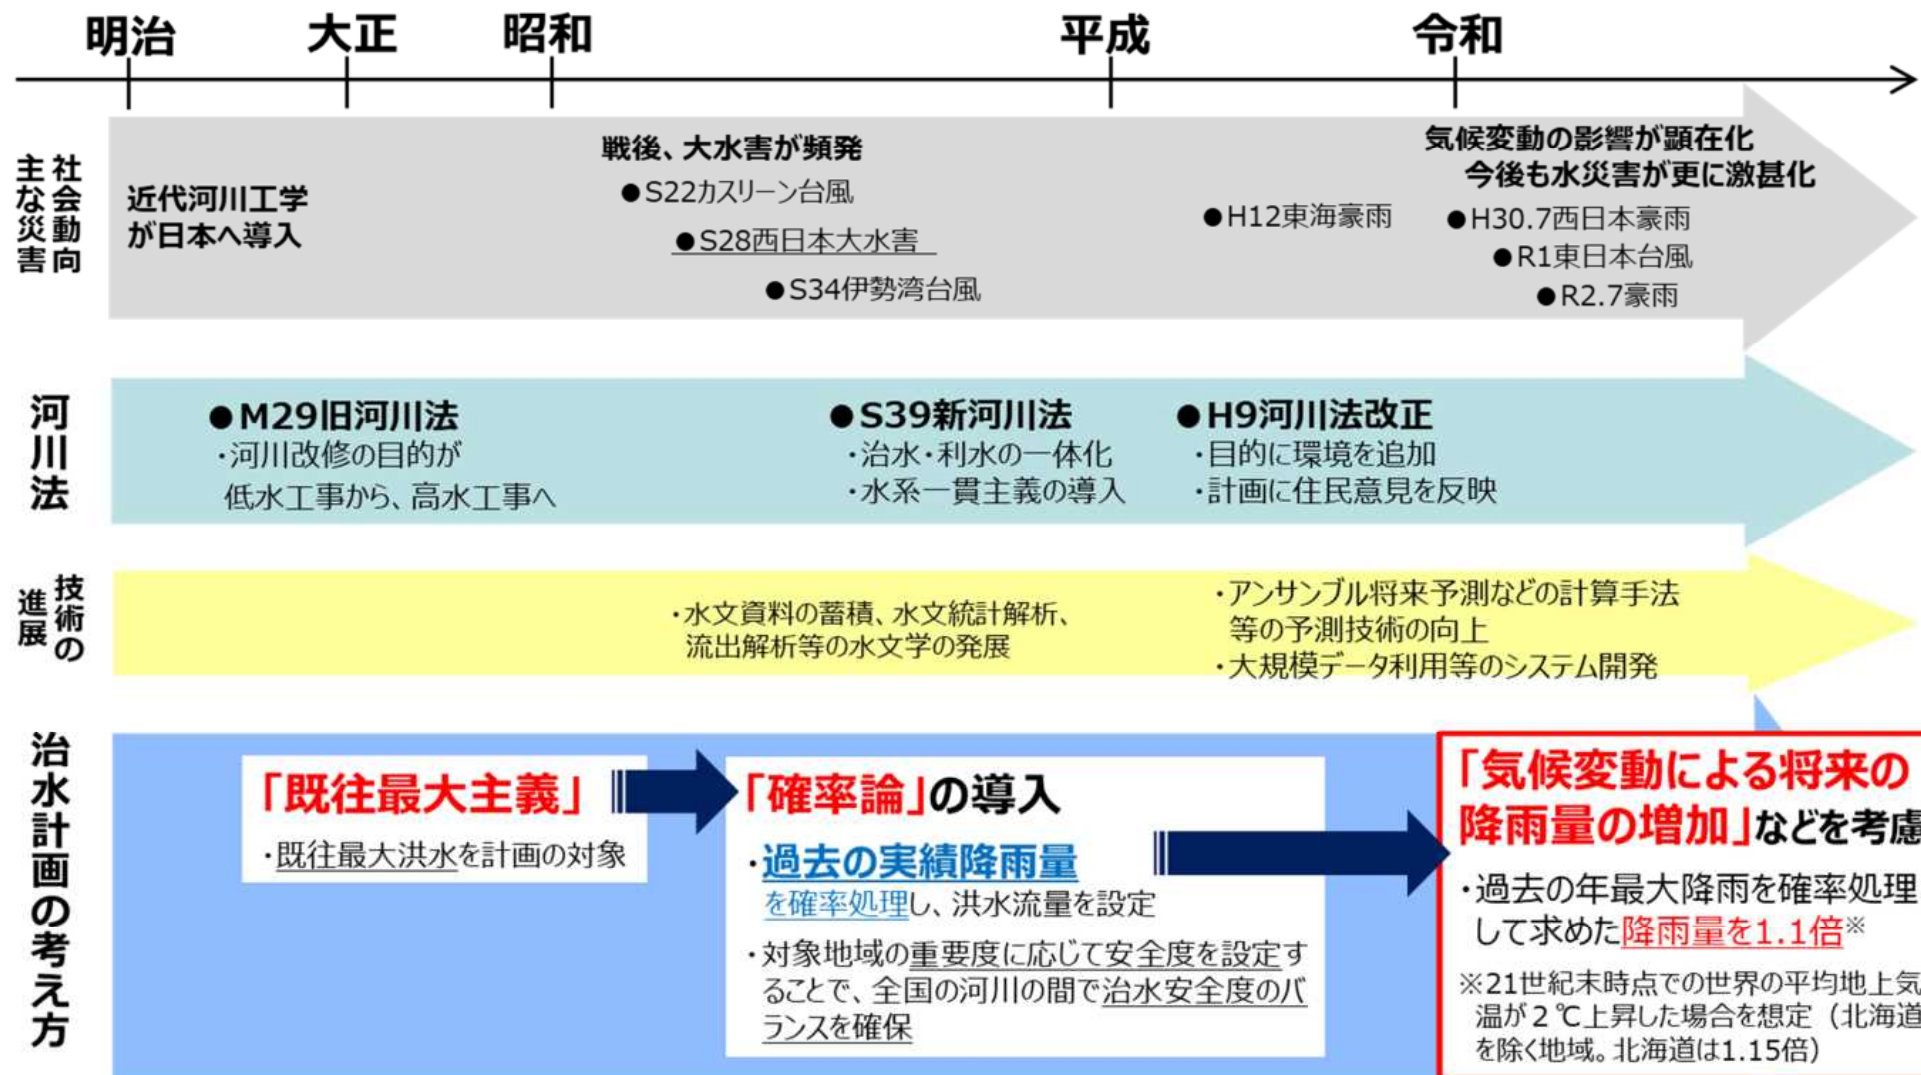 明治
大正
昭和
平成
令和
社会動向
主な災害
近代河川工学
が日本へ導入
戦後、大水害が頻発
●S22カスリーン台風
●S28西日本大水害
●S34伊勢湾台風
●H12東海豪雨
気候変動の影響が顕在化
今後も水災害が更に激甚化
●H30.7西日本豪雨
●R1東日本台風
●R2.7豪雨
河川法
●M29旧河川法
・河川改修の目的が
低水工事から、高水工事へ
●S39新河川法
・治水・利水の一体化
・水系一貫主義の導入
●H9河川法改正
・目的に環境を追加
・計画に住民意見を反映
技術の
進展
・水文資料の蓄積、水文統計解析、
流出解析等の水文学の発展
・アンサンブル将来予測などの計算手法
等の予測技術の向上
・大規模データ利用等のシステム開発
治水計画の考え方
「既往最大主義」
・既往最大洪水を計画の対象
「確率論」の導入
・過去の実績降雨量
を確率処理し、洪水流量を設定
・対象地域の重要度に応じて安全度を設定す
ることで、全国の河川の間で治水安全度のバ
ランスを確保
「気候変動による将来の
降雨量の増加」などを考慮
・過去の年最大降雨を確率処理
して求めた降雨量を1.1倍※
※21世紀末時点での世界の平均地上気
温が2℃上昇した場合を想定（北海道
を除く地域。北海道は1.15倍）